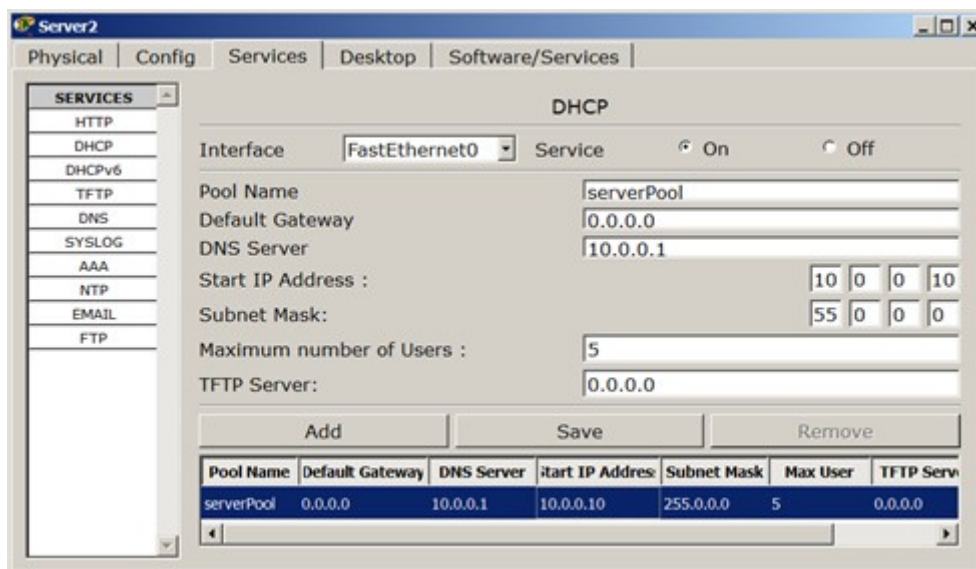 Server2
Physical Config Services Desktop Software/Services
SERVICES
HTTP
DHCP
DHCPv6
TFTP
DNS
SYSLOG
AAA
NTP
EMAIL
FTP
DHCP
Interface FastEthernet0 Service On Off
Pool Name serverPool
Default Gateway 0.0.0.0
DNS Server 10.0.0.1
Start IP Address : 10 0 0 10
Subnet Mask: 55 0 0 0
Maximum number of Users : 5
TFTP Server: 0.0.0.0
Add Save Remove
Pool Name Default Gateway DNS Server tart IP Addres Subnet Mask Max User TFTP Serv
serverPool 0.0.0.0 10.0.0.1 10.0.0.10 255.0.0.0 5 0.0.0.0